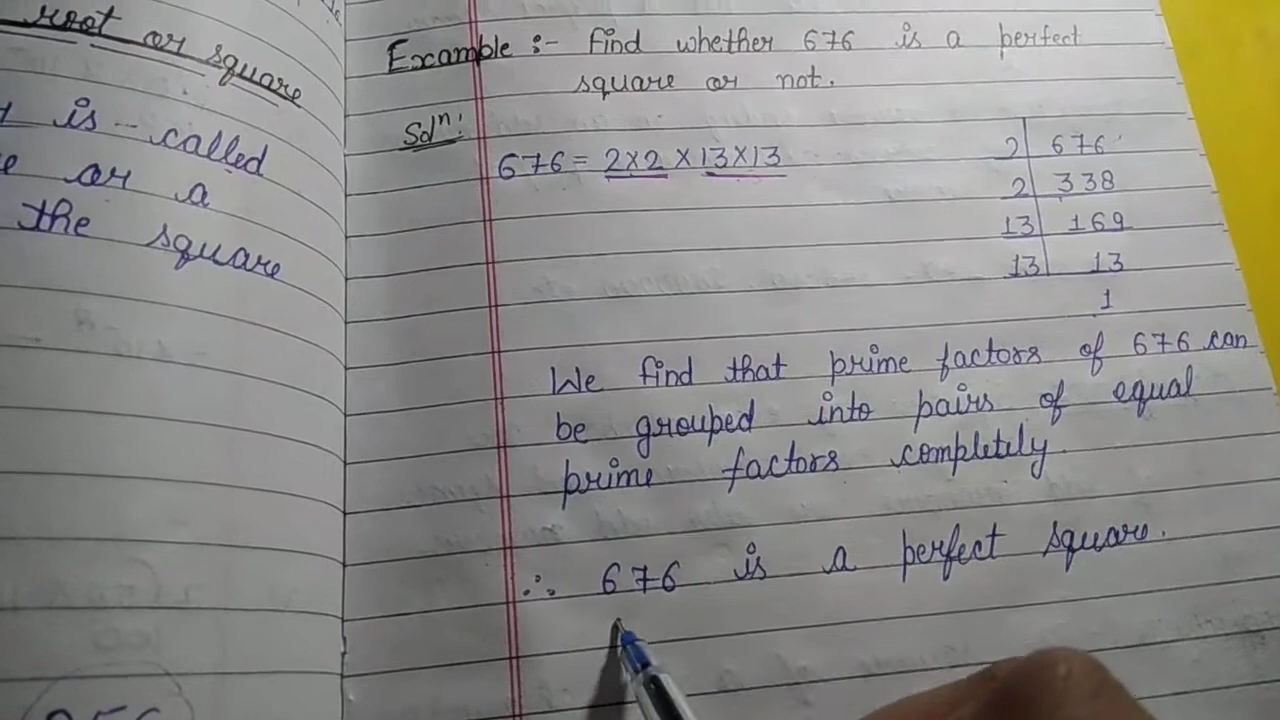 root or square
is called
or a
the square
Example :- Find whether 676 is a perfect
square or not.
Solⁿ:
676 = 2×2 × 13×13
2 | 676
2 | 338
13 | 169
13 | 13
1
We find that prime factors of 676 can
be grouped into pairs of equal
prime factors completely.
∴ 676 is a perfect square.